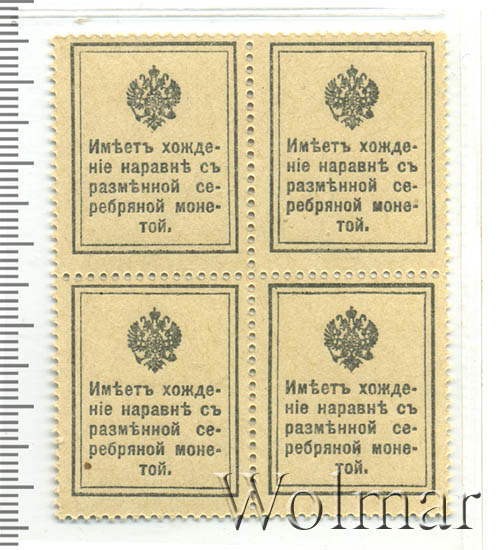 Имѣетъ хожде-
ніе наравнѣ съ
размѣнной се-
ребряной моне-
той.
Имѣетъ хожде-
ніе наравнѣ съ
размѣнной се-
ребряной моне-
той.
Имѣетъ хожде-
ніе наравнѣ съ
размѣнной се-
ребряной моне-
той.
Имѣетъ хожде-
ніе наравнѣ съ
размѣнной се-
ребряной моне-
той.
Wolmar